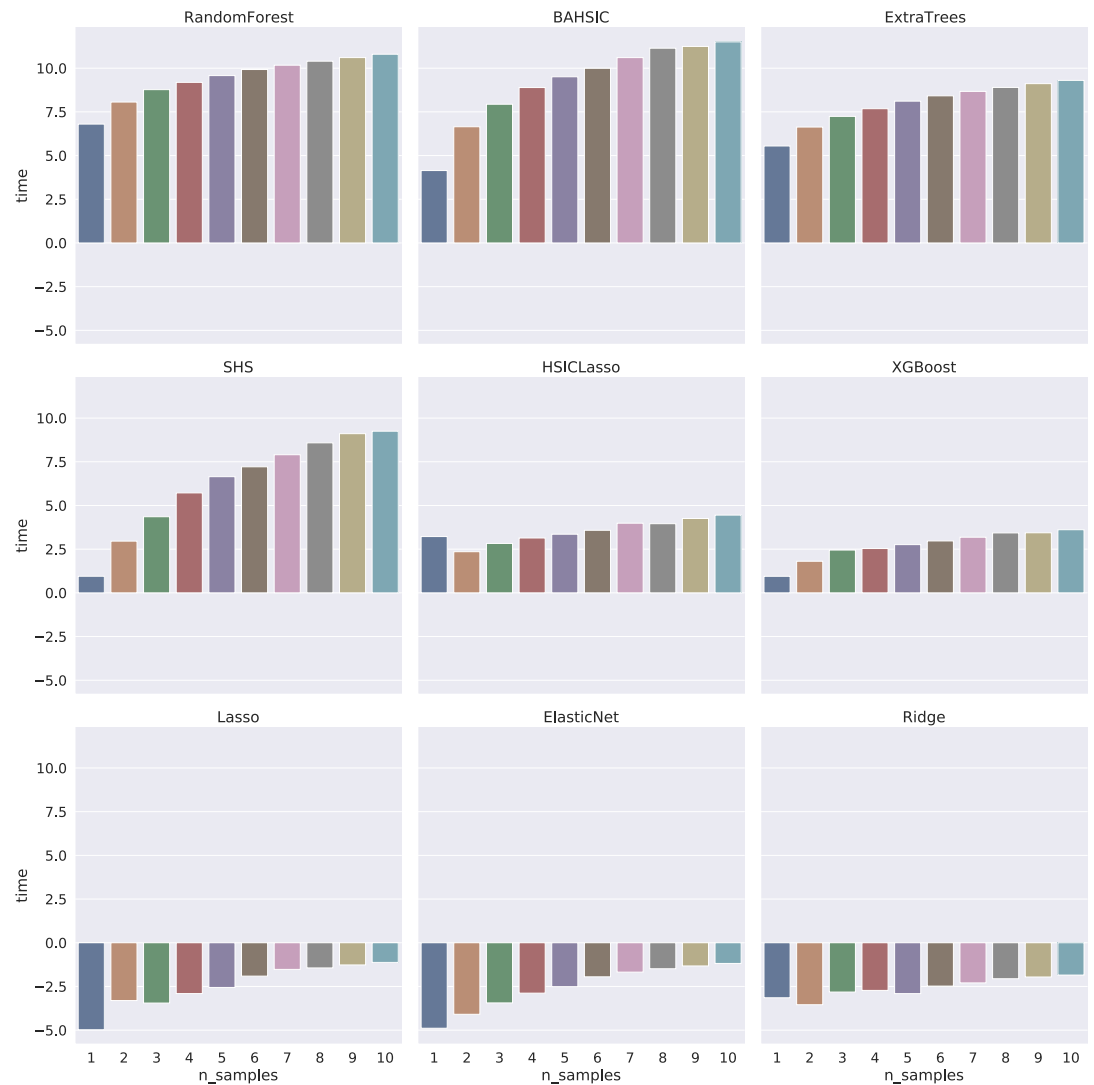 RandomForest BAHSIC ExtraTrees
10.0
7.5
5.0
2.5
0.0
−2.5
−5.0
time
SHS HSICLasso XGBoost
10.0
7.5
5.0
2.5
0.0
−2.5
−5.0
time
Lasso ElasticNet Ridge
10.0
7.5
5.0
2.5
0.0
−2.5
−5.0
time
1 2 3 4 5 6 7 8 9 10 1 2 3 4 5 6 7 8 9 10 1 2 3 4 5 6 7 8 9 10
n_samples n_samples n_samples